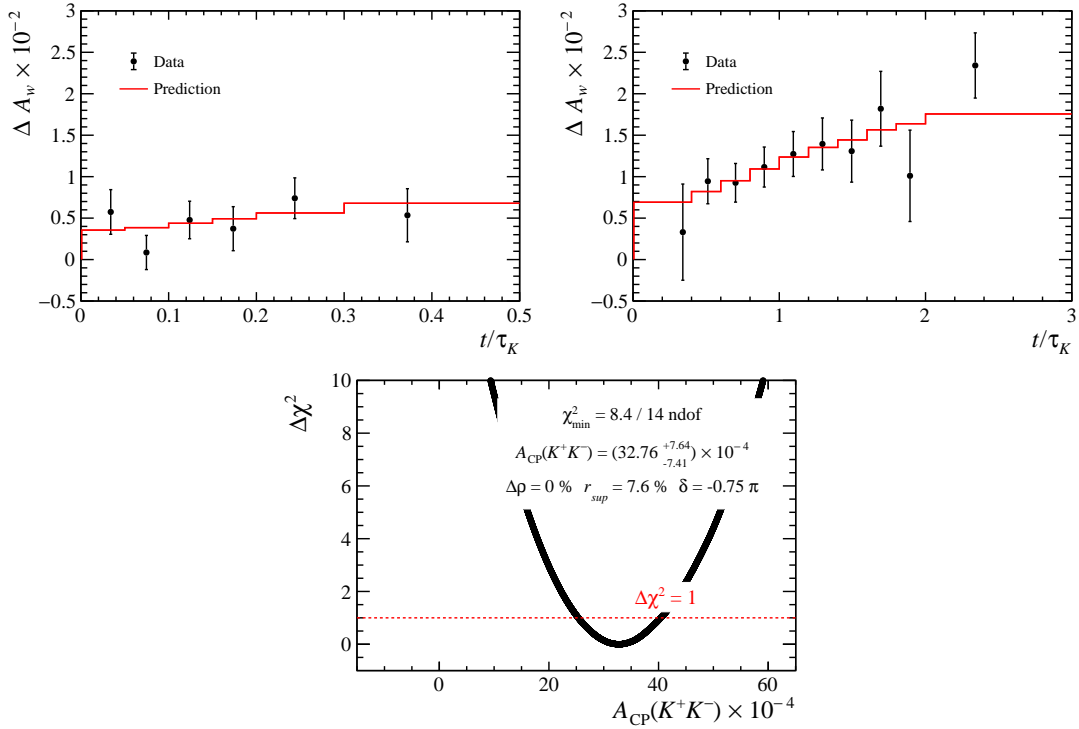 Δ A_w × 10⁻²
3
2.5
2
1.5
1
0.5
0
−0.5
Data
Prediction
0 0.1 0.2 0.3 0.4 0.5
t/τ_K
Δ A_w × 10⁻²
3
2.5
2
1.5
1
0.5
0
−0.5
Data
Prediction
0 1 2 3
t/τ_K
Δχ²
10
8
6
4
2
0
χ²_min = 8.4 / 14 ndof
A_CP(K⁺K⁻) = (32.76 +7.64 -7.41) × 10⁻⁴
Δρ = 0 % r_sup = 7.6 % δ = -0.75 π
Δχ² = 1
0 20 40 60
A_CP(K⁺K⁻) × 10⁻⁴